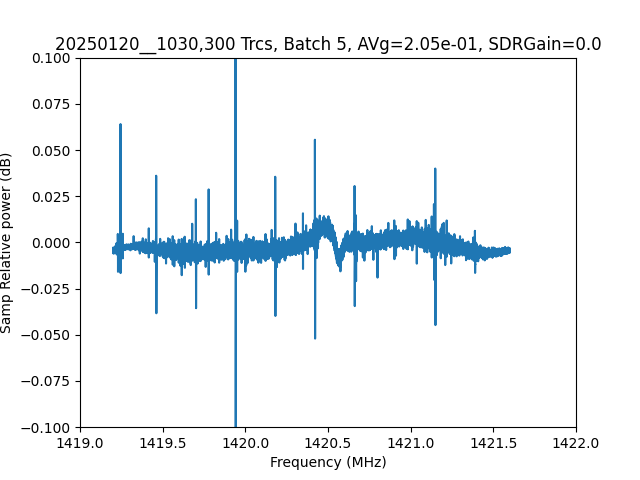 20250120__1030,300 Trcs, Batch 5, AVg=2.05e-01, SDRGain=0.0
0.100
0.075
0.050
0.025
0.000
−0.025
−0.050
−0.075
−0.100
Samp Relative power (dB)
1419.0 1419.5 1420.0 1420.5 1421.0 1421.5 1422.0
Frequency (MHz)